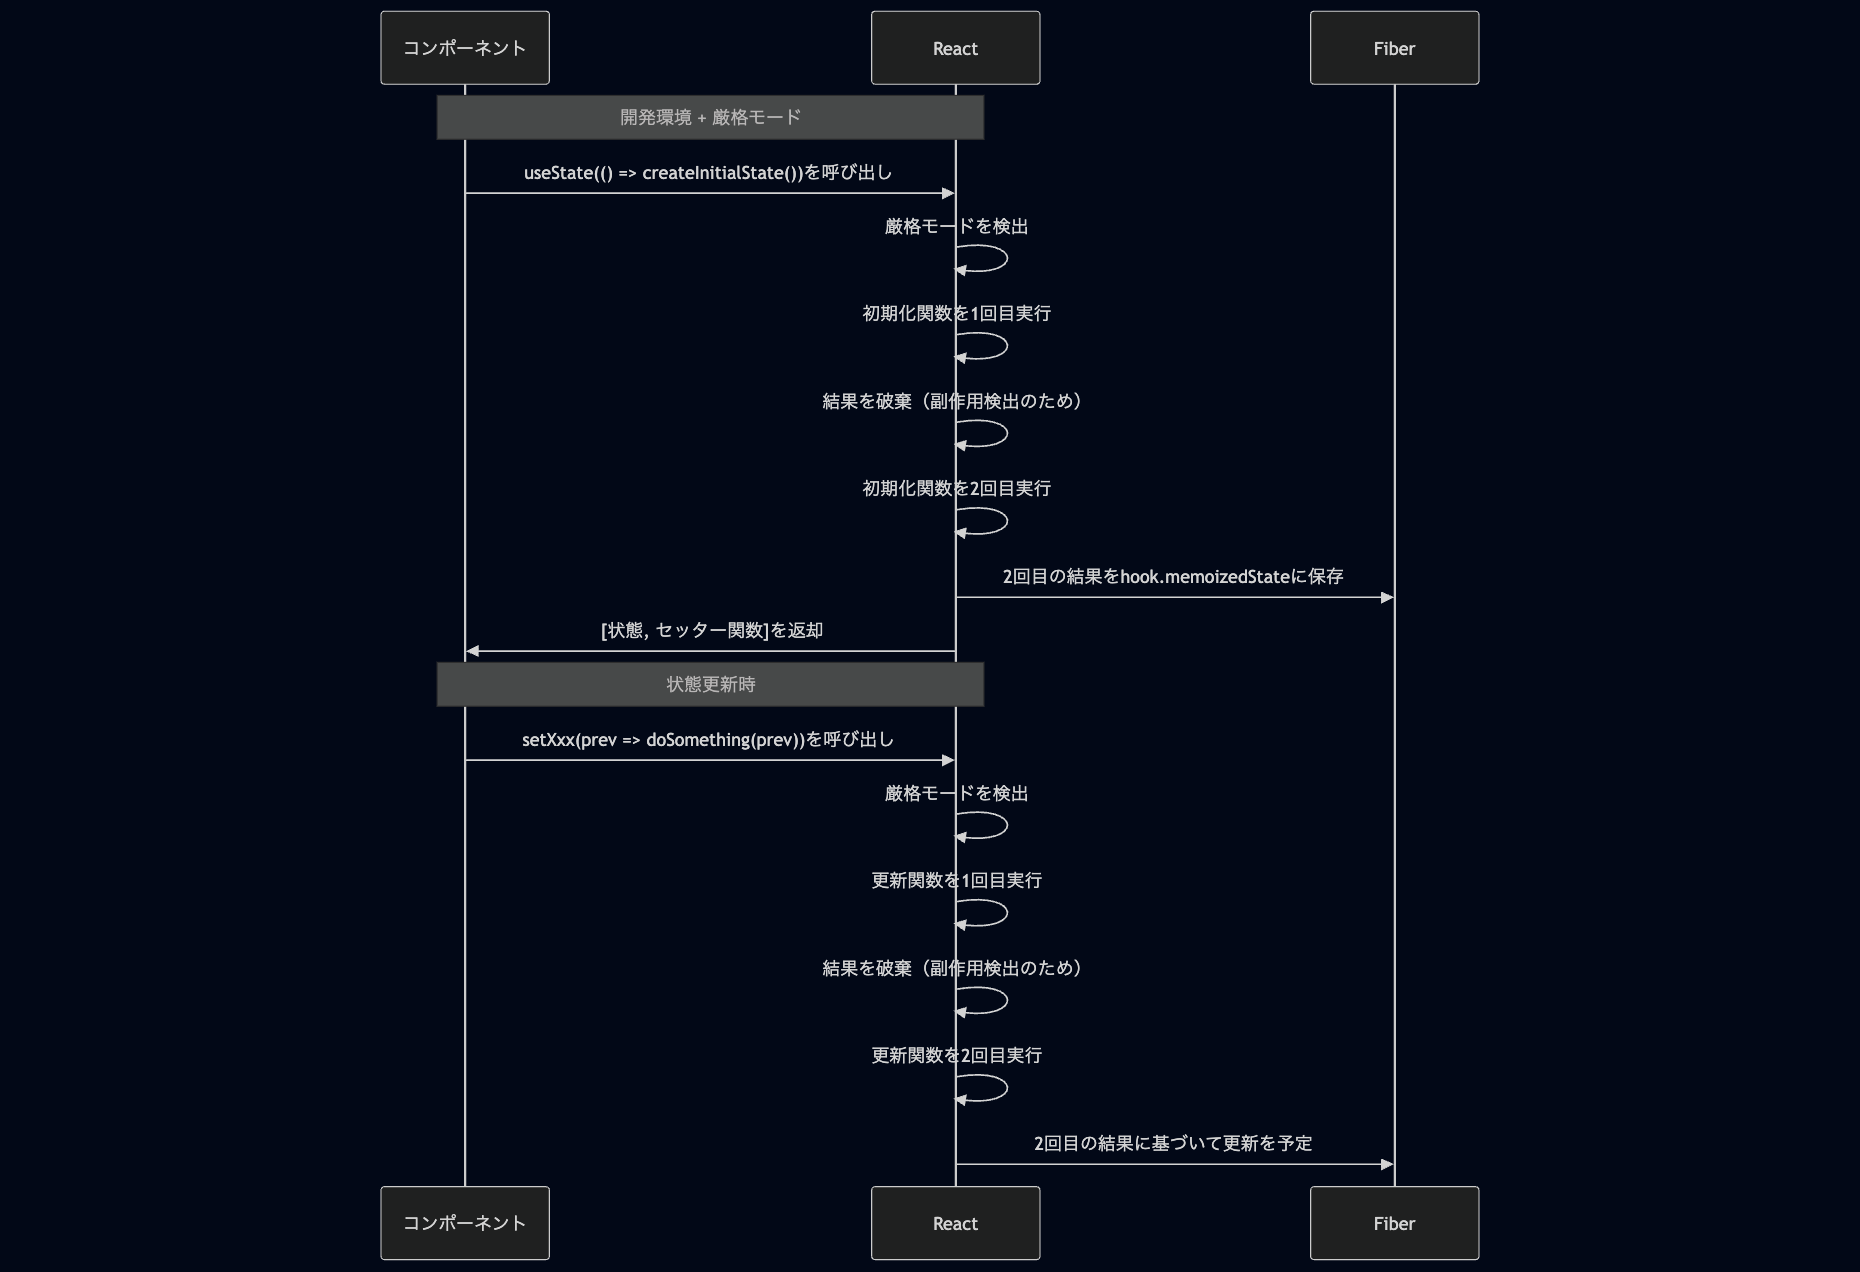 コンポーネント
React
Fiber
開発環境 + 厳格モード
useState(() => createInitialState())を呼び出し
厳格モードを検出
初期化関数を1回目実行
結果を破棄（副作用検出のため）
初期化関数を2回目実行
2回目の結果をhook.memoizedStateに保存
[状態, セッター関数]を返却
状態更新時
setXxx(prev => doSomething(prev))を呼び出し
厳格モードを検出
更新関数を1回目実行
結果を破棄（副作用検出のため）
更新関数を2回目実行
2回目の結果に基づいて更新を予定
コンポーネント
React
Fiber